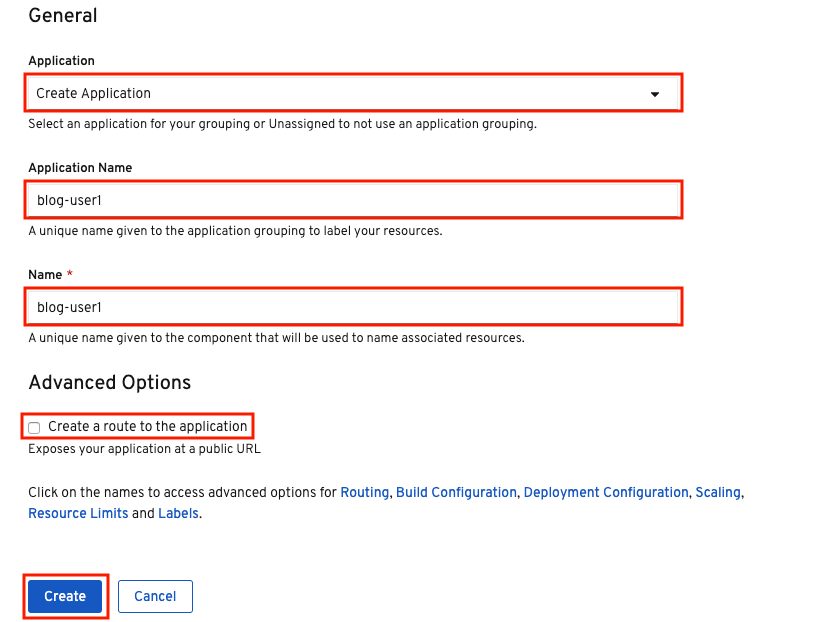 General
Application
Create Application
Select an application for your grouping or Unassigned to not use an application grouping.
Application Name
blog-user1
A unique name given to the application grouping to label your resources.
Name *
blog-user1
A unique name given to the component that will be used to name associated resources.
Advanced Options
Create a route to the application
Exposes your application at a public URL
Click on the names to access advanced options for Routing, Build Configuration, Deployment Configuration, Scaling,
Resource Limits and Labels.
Create Cancel